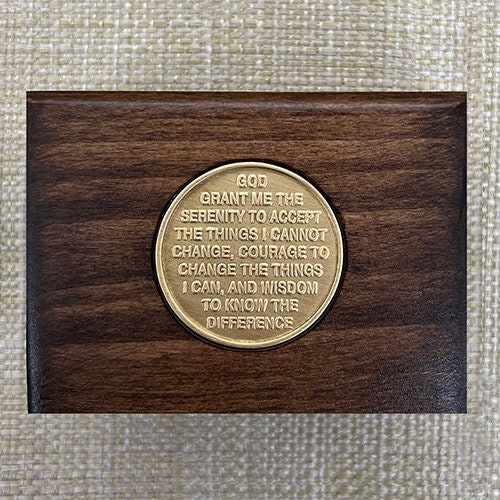 GOD
GRANT ME THE
SERENITY TO ACCEPT
THE THINGS I CANNOT
CHANGE, COURAGE TO
CHANGE THE THINGS
I CAN, AND WISDOM
TO KNOW THE
DIFFERENCE